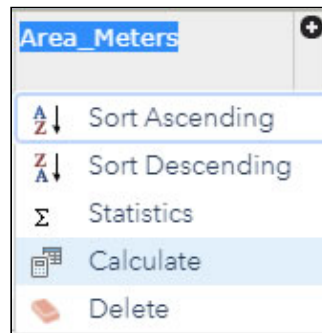 Area_Meters
Sort Ascending
Sort Descending
Σ Statistics
Calculate
Delete